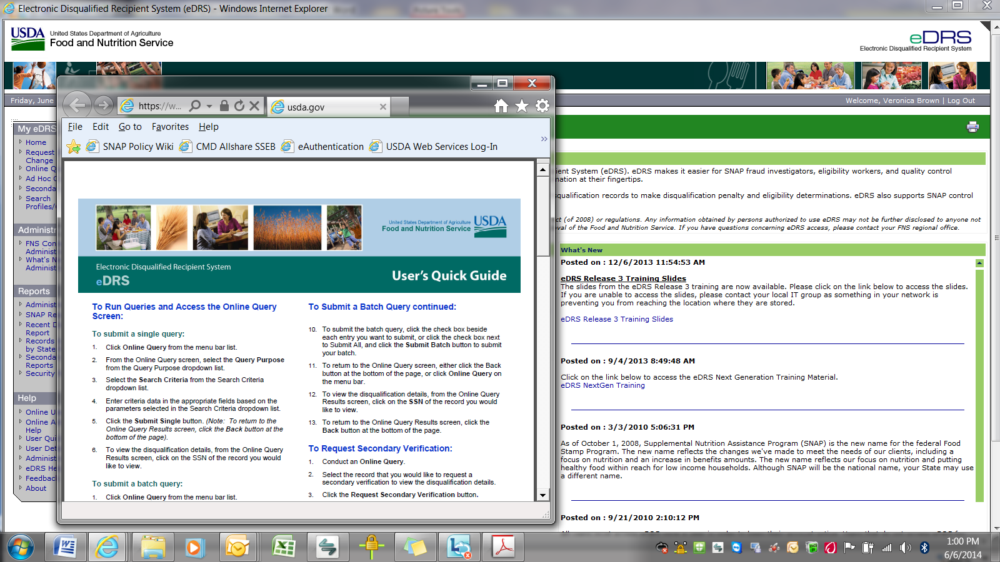 Electronic Disqualified Recipient System (eDRS) - Windows Internet Explorer
USDA
United States Department of Agriculture
Food and Nutrition Service
eDRS
Electronic Disqualified Recipient System
Friday, June
Welcome, Veronica Brown | Log Out
My eDRS
Home
Request
Change
Online Q
Ad Hoc
Seconda
Search
Profiles/
Administr
FNS Con
Administ
What's N
Administ
Reports
Administ
SNAP Re
Recent D
Report
Records
by State
Seconda
Reports
Security
Help
Online U
Online A
Help
User Qui
User Det
Administ
eDRS He
Feedbac
About
https://w...
usda.gov
File Edit Go to Favorites Help
SNAP Policy Wiki CMD Allshare SSEB eAuthentication USDA Web Services Log-In
United States Department of Agriculture
Food and Nutrition Service
USDA
Electronic Disqualified Recipient System
eDRS
User's Quick Guide
To Run Queries and Access the Online Query
Screen:
To submit a single query:
1. Click Online Query from the menu bar list.
2. From the Online Query screen, select the Query Purpose
from the Query Purpose dropdown list.
3. Select the Search Criteria from the Search Criteria
dropdown list.
4. Enter criteria data in the appropriate fields based on the
parameters selected in the Search Criteria dropdown list.
5. Click the Submit Single button. (Note: To return to the
Online Query Results screen, click the Back button at the
bottom of the page).
6. To view the disqualification details, from the Online Query
Results screen, click on the SSN of the record you would
like to view.
To submit a batch query:
1. Click Online Query from the menu bar list.
To Submit a Batch Query continued:
10. To submit the batch query, click the check box beside
each entry you want to submit, or click the check box next
to Submit All, and click the Submit Batch button to submit
your batch.
11. To return to the Online Query screen, either click the Back
button at the bottom of the page, or click Online Query on
the menu bar.
12. To view the disqualification details, from the Online Query
Results screen, click on the SSN of the record you would
like to view.
13. To return to the Online Query Results screen, click the
Back button at the bottom of the page.
To Request Secondary Verification:
1. Conduct an Online Query.
2. Select the record that you would like to request a
secondary verification to view the disqualification details.
3. Click the Request Secondary Verification button.
ent System (eDRS). eDRS makes it easier for SNAP fraud investigators, eligibility workers, and quality control
mation at their fingertips.
squalification records to make disqualification penalty and eligibility determinations. eDRS also supports SNAP control
ct (of 2008) or regulations. Any information obtained by persons authorized to use eDRS may not be further disclosed to anyone not
val of the Food and Nutrition Service. If you have questions concerning eDRS access, please contact your FNS regional office.
What's New
Posted on : 12/6/2013 11:54:53 AM
eDRS Release 3 Training Slides
The slides from the eDRS Release 3 training are now available. Please click on the link below to access the slides.
If you are unable to access the slides, please contact your local IT group as something in your network is
preventing you from reaching the location where they are stored.
eDRS Release 3 Training Slides
Posted on : 9/4/2013 8:49:48 AM
Click on the link below to access the eDRS Next Generation Training Material.
eDRS NextGen Training
Posted on : 3/3/2010 5:06:31 PM
As of October 1, 2008, Supplemental Nutrition Assistance Program (SNAP) is the new name for the federal Food
Stamp Program. The new name reflects the changes we've made to meet the needs of our clients, including a
focus on nutrition and an increase in benefits amounts. The new name reflects our focus on nutrition and putting
healthy food within reach for low income households. Although SNAP will be the national name, your State may use
a different name.
Posted on : 9/21/2010 2:10:12 PM
1:00 PM
6/6/2014